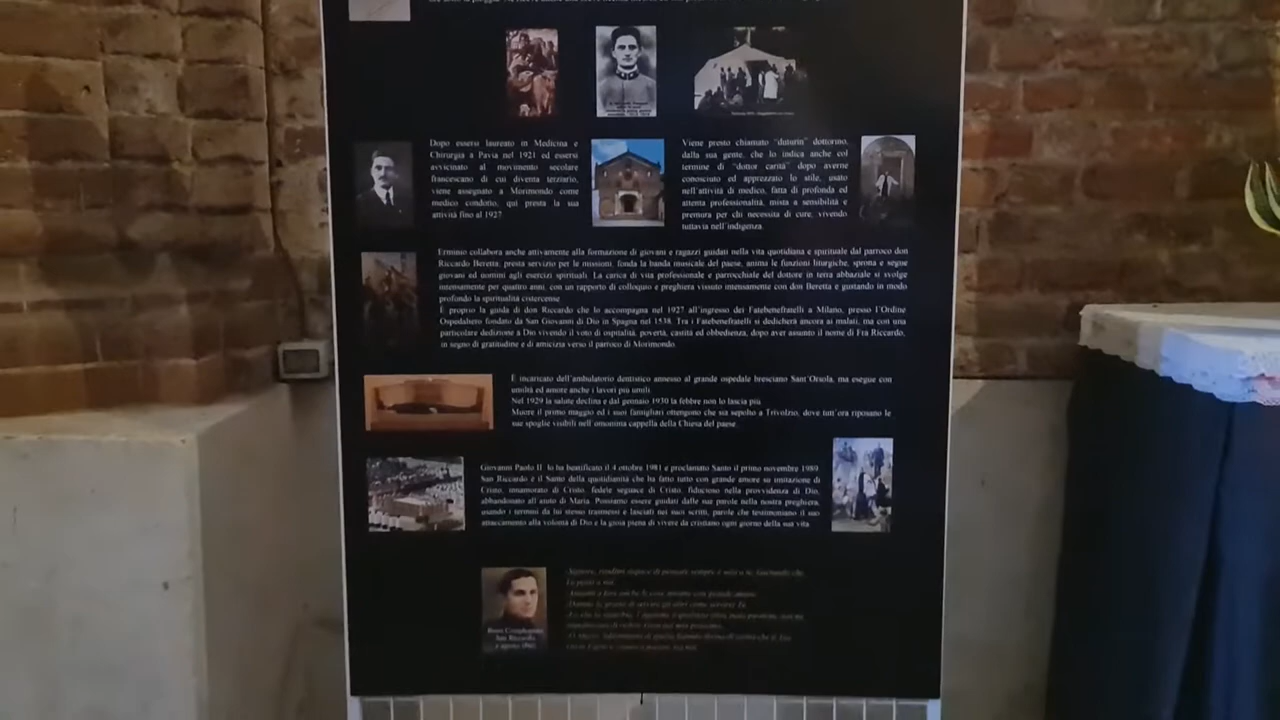 Dopo essersi laureato in Medicina e
Chirurgia a Pavia nel 1921 ed essersi
avvicinato al movimento secolare
francescano di cui diventa terziario,
viene assegnato a Morimondo come
medico condotto, qui presta la sua
attività fino al 1927
Viene presto chiamato "duturin" dottorino,
dalla sua gente, che lo indica anche col
termine di "dottor carità" dopo averne
conosciuto ed apprezzato lo stile, usato
nell'attività di medico, fatta di profonda ed
attenta professionalità, mista a sensibilità e
premura per chi necessita di cure, vivendo
tuttavia nell'indigenza.
Erminio collabora anche attivamente alla formazione di giovani e ragazzi guidati nella vita quotidiana e spirituale dal parroco don
Riccardo Beretta, presta servizio per le missioni, fonda la banda musicale del paese, anima le funzioni liturgiche, sprona e segue
giovani ed uomini agli esercizi spirituali. La carica di vita professionale e parrocchiale del dottore in terra abbaziale si svolge
intensamente per quattro anni, con un rapporto di colloquio e preghiera vissuto intensamente con don Beretta e gustando in modo
profondo la spiritualità cistercense.
È proprio la guida di don Riccardo che lo accompagna nel 1927 all'ingresso dei Fatebenefratelli a Milano, presso l'Ordine
Ospedaliero fondato da San Giovanni di Dio in Spagna nel 1538. Tra i Fatebenefratelli si dedicherà ancora ai malati, ma con una
particolare dedizione a Dio vivendo il voto di ospitalità, povertà, castità ed obbedienza, dopo aver assunto il nome di Fra Riccardo,
in segno di gratitudine e di amicizia verso il parroco di Morimondo.
È incaricato dell'ambulatorio dentistico annesso al grande ospedale bresciano Sant'Orsola, ma esegue con
umiltà ed amore anche i lavori più umili.
Nel 1929 la salute declina e dal gennaio 1930 la febbre non lo lascia più.
Muore il primo maggio ed i suoi famigliari ottengono che sia sepolto a Trivolzio, dove tutt'ora riposano le
sue spoglie visibili nell'omonima cappella della Chiesa del paese.
Giovanni Paolo II lo ha beatificato il 4 ottobre 1981 e proclamato Santo il primo novembre 1989.
San Riccardo è il Santo della quotidianità che ha fatto tutto con grande amore su imitazione di
Cristo, innamorato di Cristo, fedele seguace di Cristo, fiducioso nella provvidenza di Dio,
abbandonato all'aiuto di Maria. Possiamo essere guidati dalle sue parole nella nostra preghiera,
usando i termini da lui stesso trasmessi e lasciati nei suoi scritti, parole che testimoniano il suo
attaccamento alla volontà di Dio e la gioia piena di vivere da cristiano ogni giorno della sua vita.
San Riccardo